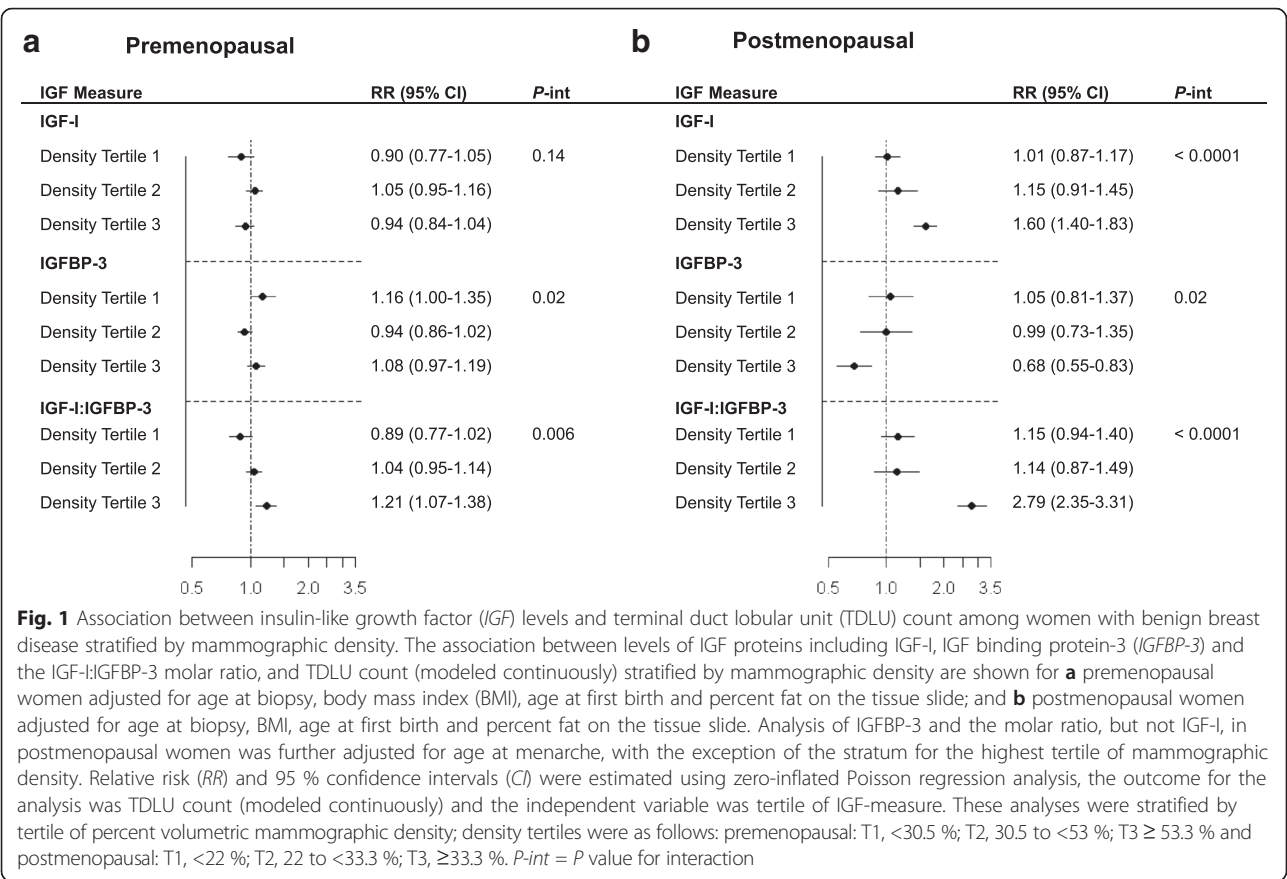 a Premenopausal
IGF Measure RR (95% CI) P-int
IGF-I
Density Tertile 1 0.90 (0.77-1.05) 0.14
Density Tertile 2 1.05 (0.95-1.16)
Density Tertile 3 0.94 (0.84-1.04)
IGFBP-3
Density Tertile 1 1.16 (1.00-1.35) 0.02
Density Tertile 2 0.94 (0.86-1.02)
Density Tertile 3 1.08 (0.97-1.19)
IGF-I:IGFBP-3
Density Tertile 1 0.89 (0.77-1.02) 0.006
Density Tertile 2 1.04 (0.95-1.14)
Density Tertile 3 1.21 (1.07-1.38)
0.5 1.0 2.0 3.5
b Postmenopausal
IGF Measure RR (95% CI) P-int
IGF-I
Density Tertile 1 1.01 (0.87-1.17) < 0.0001
Density Tertile 2 1.15 (0.91-1.45)
Density Tertile 3 1.60 (1.40-1.83)
IGFBP-3
Density Tertile 1 1.05 (0.81-1.37) 0.02
Density Tertile 2 0.99 (0.73-1.35)
Density Tertile 3 0.68 (0.55-0.83)
IGF-I:IGFBP-3
Density Tertile 1 1.15 (0.94-1.40) < 0.0001
Density Tertile 2 1.14 (0.87-1.49)
Density Tertile 3 2.79 (2.35-3.31)
0.5 1.0 2.0 3.5
Fig. 1 Association between insulin-like growth factor (IGF) levels and terminal duct lobular unit (TDLU) count among women with benign breast
disease stratified by mammographic density. The association between levels of IGF proteins including IGF-I, IGF binding protein-3 (IGFBP-3) and
the IGF-I:IGFBP-3 molar ratio, and TDLU count (modeled continuously) stratified by mammographic density are shown for a premenopausal
women adjusted for age at biopsy, body mass index (BMI), age at first birth and percent fat on the tissue slide; and b postmenopausal women
adjusted for age at biopsy, BMI, age at first birth and percent fat on the tissue slide. Analysis of IGFBP-3 and the molar ratio, but not IGF-I, in
postmenopausal women was further adjusted for age at menarche, with the exception of the stratum for the highest tertile of mammographic
density. Relative risk (RR) and 95 % confidence intervals (CI) were estimated using zero-inflated Poisson regression analysis, the outcome for the
analysis was TDLU count (modeled continuously) and the independent variable was tertile of IGF-measure. These analyses were stratified by
tertile of percent volumetric mammographic density; density tertiles were as follows: premenopausal: T1, <30.5 %; T2, 30.5 to <53 %; T3 ≥ 53.3 % and
postmenopausal: T1, <22 %; T2, 22 to <33.3 %; T3, ≥33.3 %. P-int = P value for interaction